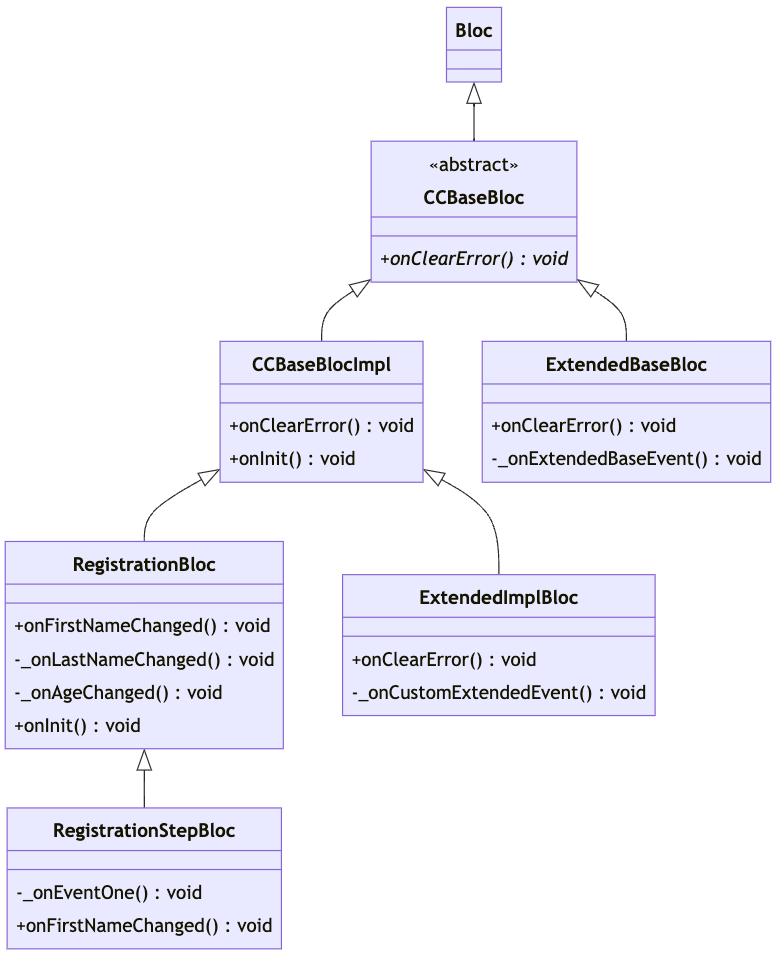 Bloc
«abstract»
CCBaseBloc
+onClearError() : void
CCBaseBlocImpl
+onClearError() : void
+onInit() : void
ExtendedBaseBloc
+onClearError() : void
-_onExtendedBaseEvent() : void
RegistrationBloc
+onFirstNameChanged() : void
-_onLastNameChanged() : void
-_onAgeChanged() : void
+onInit() : void
ExtendedImplBloc
+onClearError() : void
-_onCustomExtendedEvent() : void
RegistrationStepBloc
-_onEventOne() : void
+onFirstNameChanged() : void